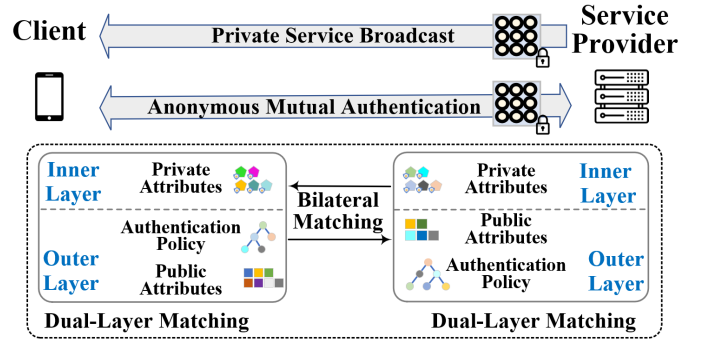 Client
Private Service Broadcast
Service
Provider
Anonymous Mutual Authentication
Inner
Layer
Private
Attributes
Authentication
Policy
Outer
Layer
Public
Attributes
Dual-Layer Matching
Bilateral
Matching
Private
Attributes
Inner
Layer
Public
Attributes
Authentication
Policy
Outer
Layer
Dual-Layer Matching